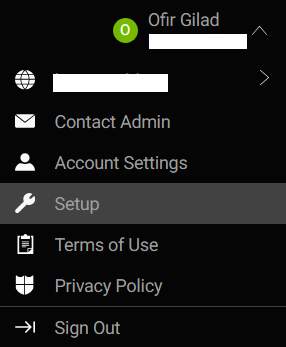 O
Ofir Gilad
Contact Admin
Account Settings
Setup
Terms of Use
Privacy Policy
Sign Out